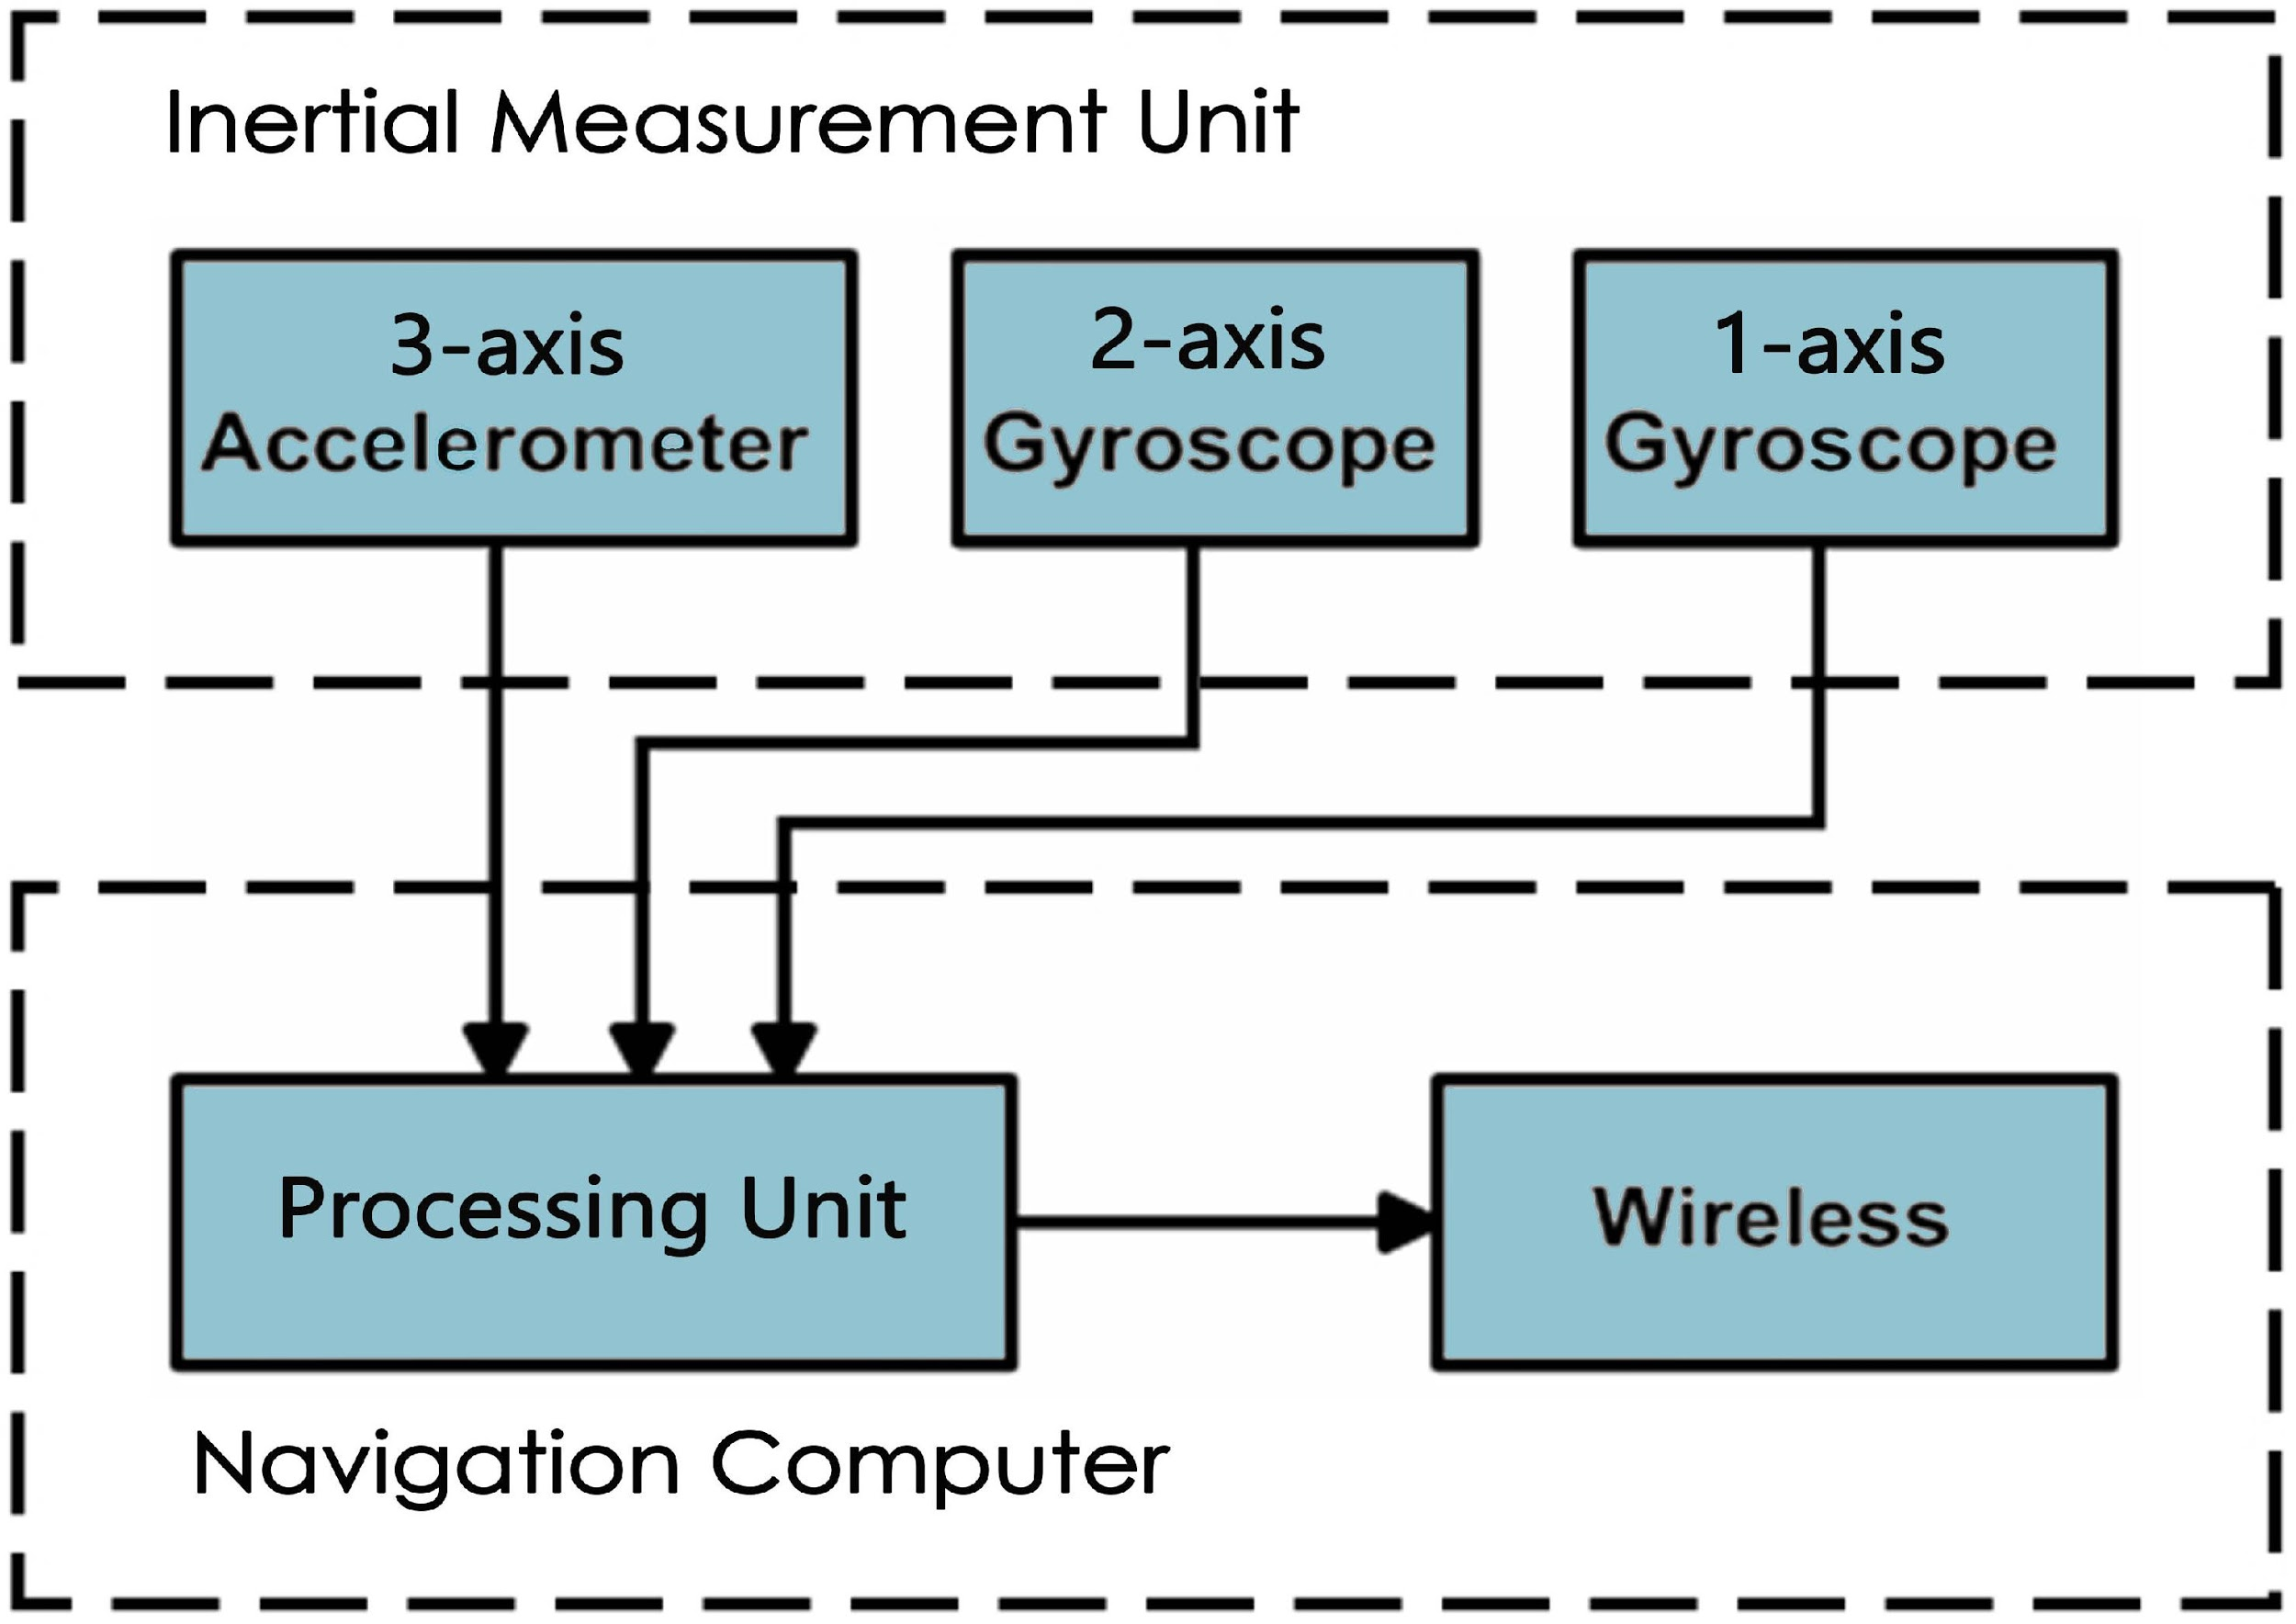 Inertial Measurement Unit
3-axis
Accelerometer
2-axis
Gyroscope
1-axis
Gyroscope
Processing Unit
Wireless
Navigation Computer